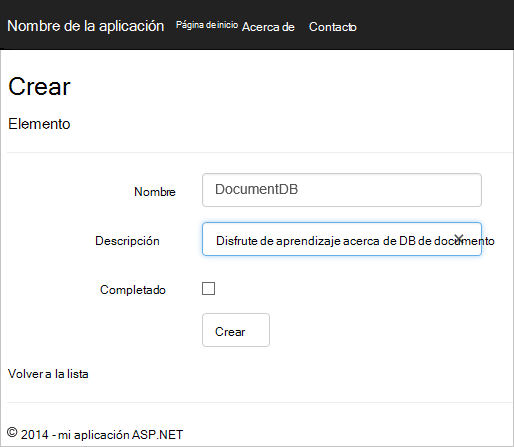 Nombre de la aplicación Página de inicio Acerca de Contacto
Crear
Elemento
Nombre DocumentDB
Descripción Disfrute de aprendizaje acerca de DB de documento
Completado
Crear
Volver a la lista
© 2014 - mi aplicación ASP.NET